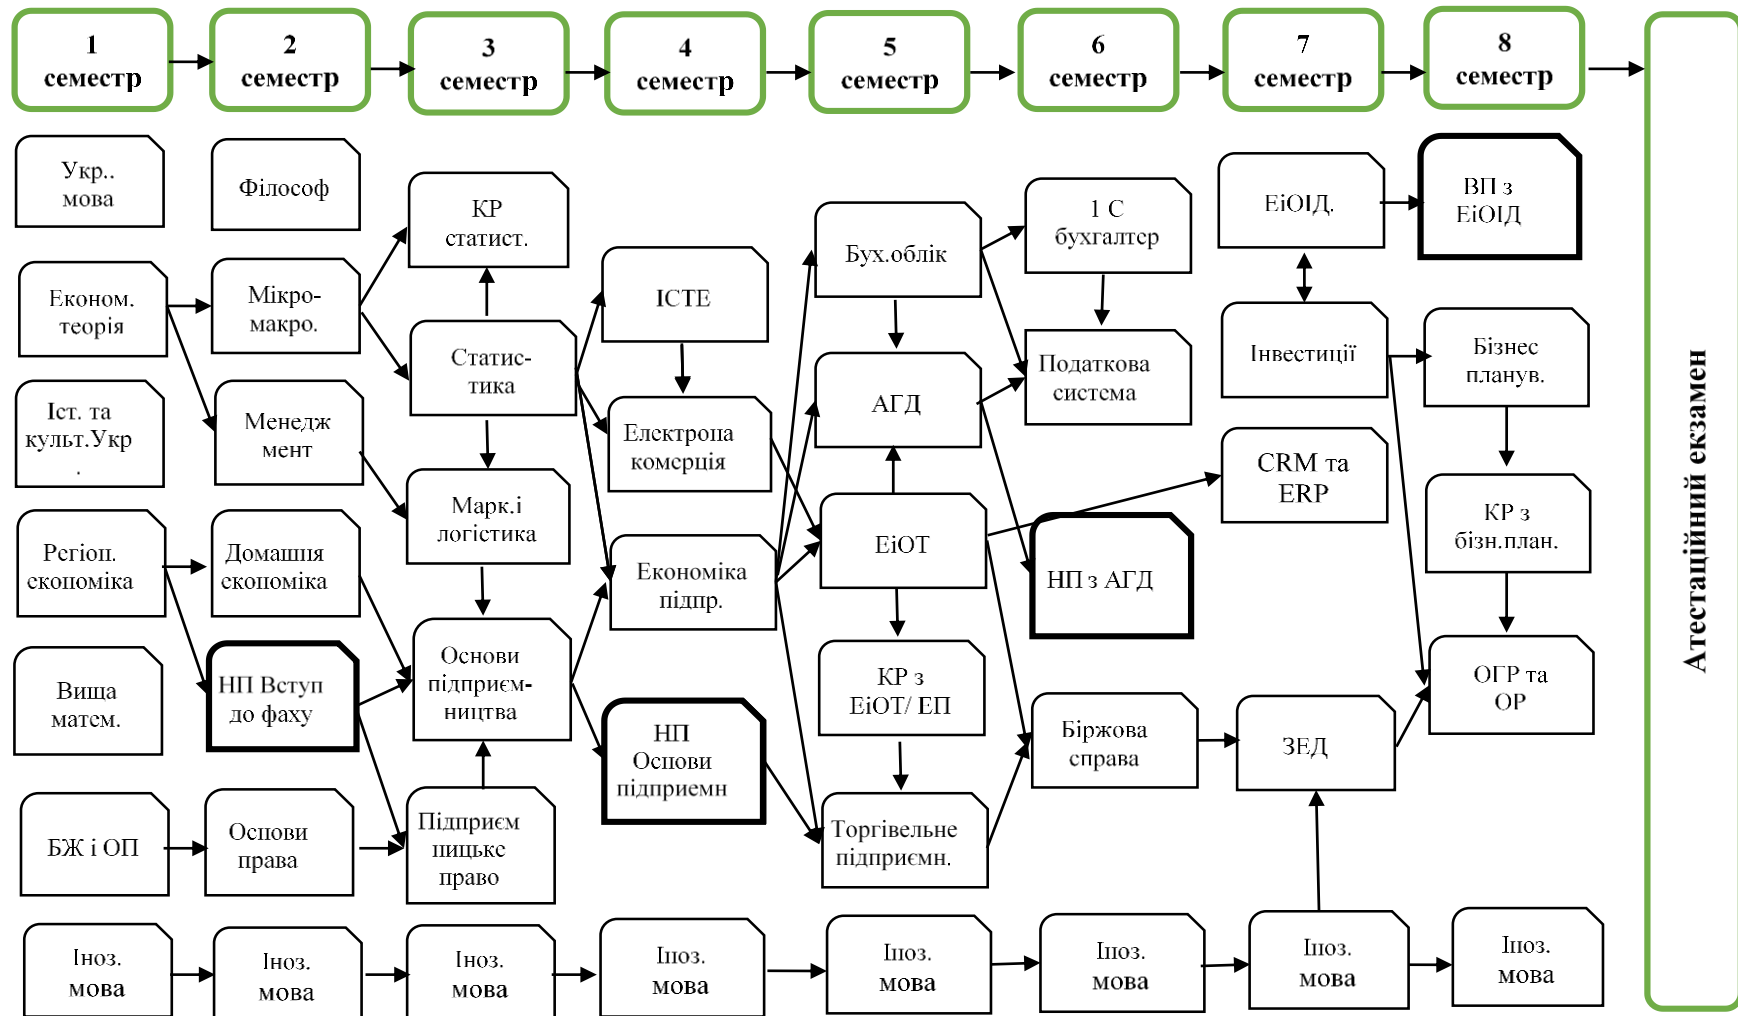 1
семестр
2
семестр
3
семестр
4
семестр
5
семестр
6
семестр
7
семестр
8
семестр
Атестаційний екзамен
Укр..
мова
Економ.
теорія
Іст. та
культ.Укр
.
Регіон.
економіка
Вища
матем.
БЖ і ОП
Іноз.
мова
Філософ
Мікро-
макро.
Менедж
мент
Домашня
економіка
НП Вступ
до фаху
Основи
права
Іноз.
мова
КР
статист.
Статис-
тика
Марк.і
логістика
Основи
підприєм-
ництва
Підприєм
ницьке
право
Іноз.
мова
ІСТЕ
Електрона
комерція
Економіка
підпр.
НП
Основи
підприемн
Іноз.
мова
Бух.облік
АГД
ЕіОТ
КР з
ЕіОТ/ ЕП
Торгівельне
підприємн.
Іноз.
мова
1 С
бухгалтер
Податкова
система
НП з АГД
Біржова
справа
Іноз.
мова
ЕіОІД.
Інвестиції
CRM та
ERP
ЗЕД
Іноз.
мова
ВП з
ЕіОІД
Бізнес
планув.
КР з
бізн.план.
ОГР та
ОР
Іноз.
мова